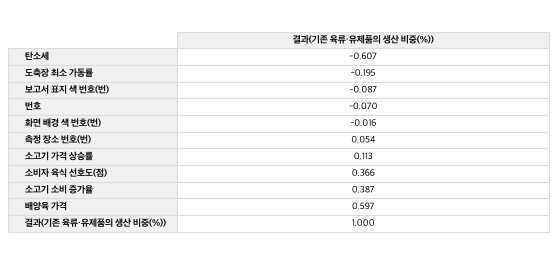 결과(기존 육류·유제품의 생산 비중(%))
탄소세 -0.607
도축장 최소 가동률 -0.195
보고서 표지 색 번호(번) -0.087
번호 -0.070
화면 배경 색 번호(번) -0.016
측정 장소 번호(번) 0.054
소고기 가격 상승률 0.113
소비자 육식 선호도(점) 0.366
소고기 소비 증가율 0.387
배양육 가격 0.597
결과(기존 육류·유제품의 생산 비중(%)) 1.000